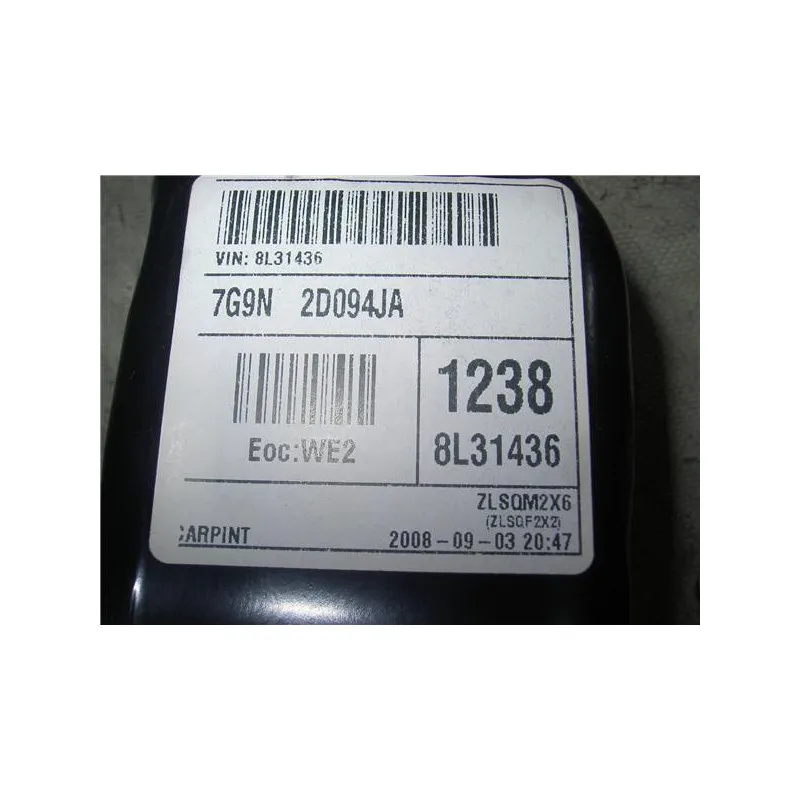 VIN: 8L31436
7G9N 2D094JA
Eoc:WE2
1238
8L31436
ZLSQM2X6
(ZLSQF2X2)
CARPINT
2008-09-03 20:47